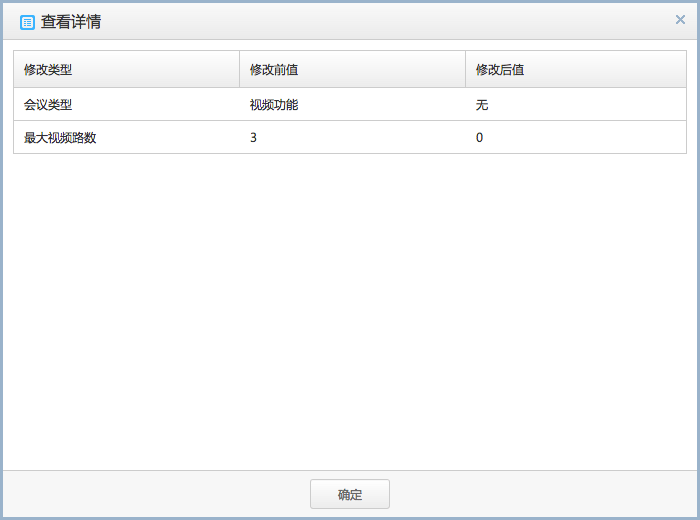 查看详情
修改类型 修改前值 修改后值
会议类型 视频功能 无
最大视频路数 3 0
确定